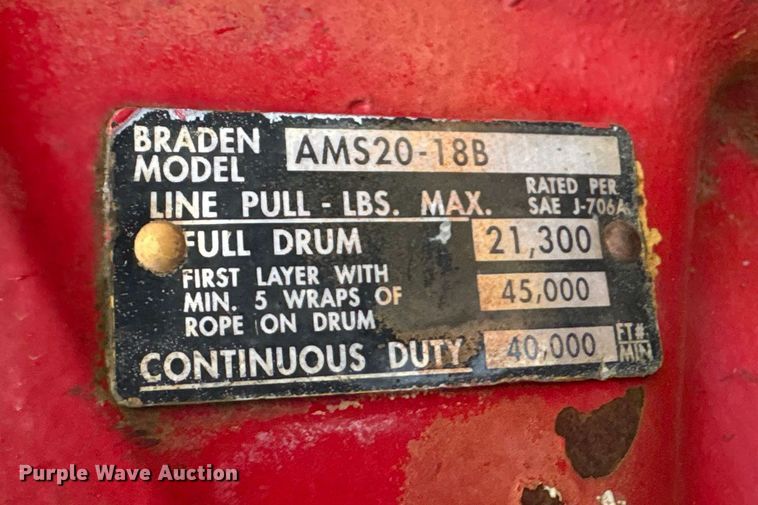 BRADEN
MODEL AMS20-18B
LINE PULL - LBS. MAX. RATED PER
SAE J-706A
FULL DRUM 21,300
FIRST LAYER WITH
MIN. 5 WRAPS OF
ROPE ON DRUM 45,000
CONTINUOUS DUTY 40,000 FT#
MIN
Purple Wave Auction